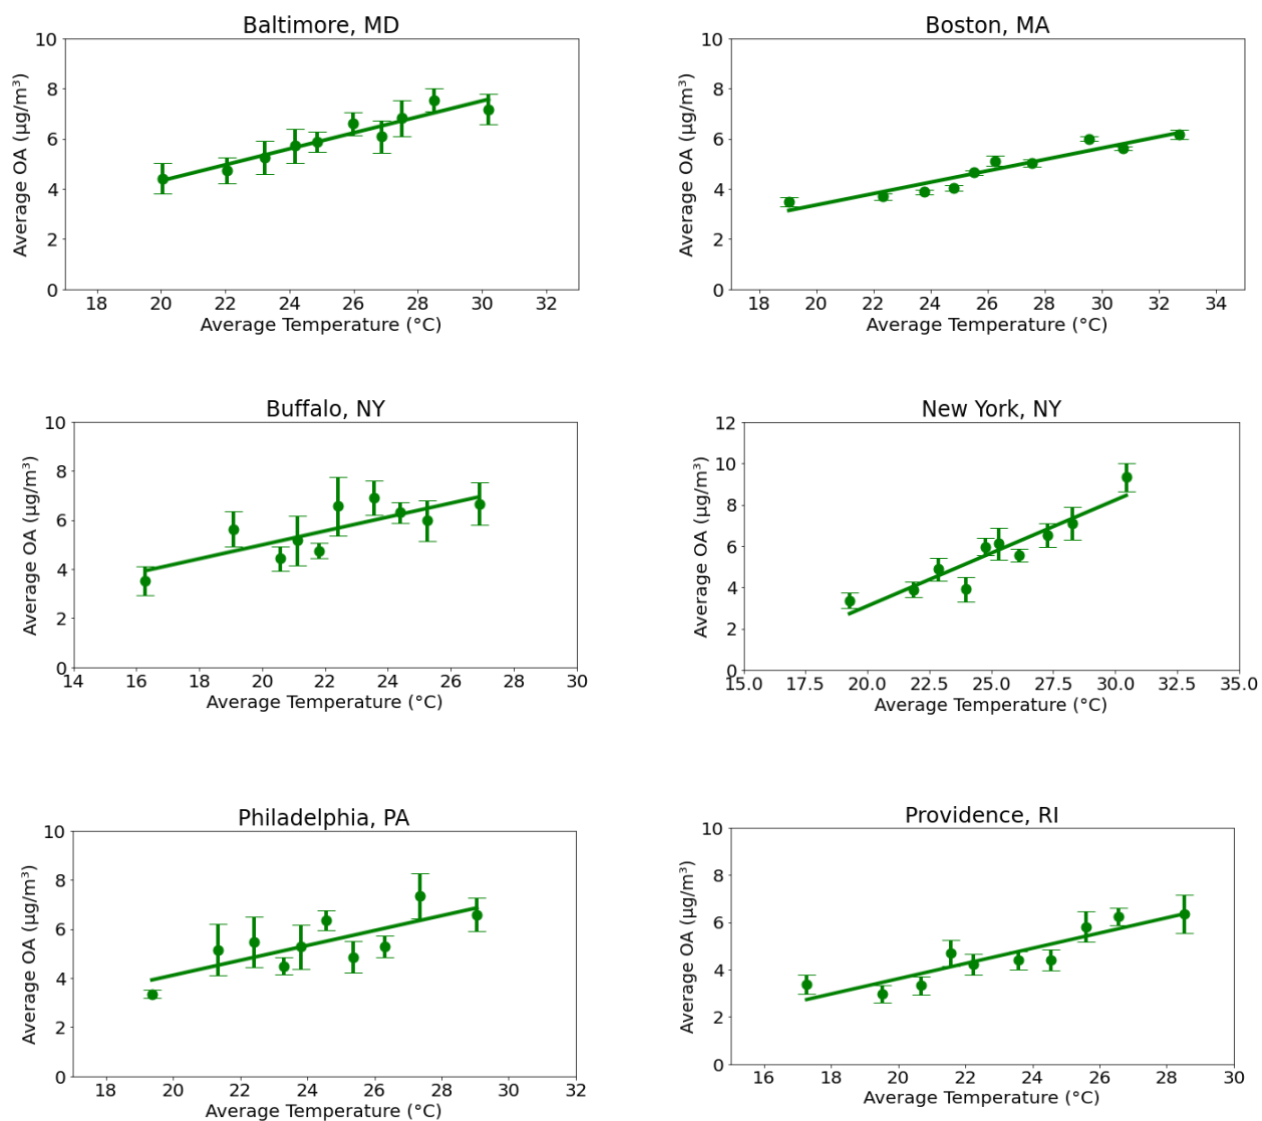 Baltimore, MD
Average OA (µg/m³)
10
8
6
4
2
0
18 20 22 24 26 28 30 32
Average Temperature (°C)
Boston, MA
Average OA (µg/m³)
10
8
6
4
2
0
18 20 22 24 26 28 30 32 34
Average Temperature (°C)
Buffalo, NY
Average OA (µg/m³)
10
8
6
4
2
0
14 16 18 20 22 24 26 28 30
Average Temperature (°C)
New York, NY
Average OA (µg/m³)
12
10
8
6
4
2
0
15.0 17.5 20.0 22.5 25.0 27.5 30.0 32.5 35.0
Average Temperature (°C)
Philadelphia, PA
Average OA (µg/m³)
10
8
6
4
2
0
18 20 22 24 26 28 30 32
Average Temperature (°C)
Providence, RI
Average OA (µg/m³)
10
8
6
4
2
0
16 18 20 22 24 26 28 30
Average Temperature (°C)